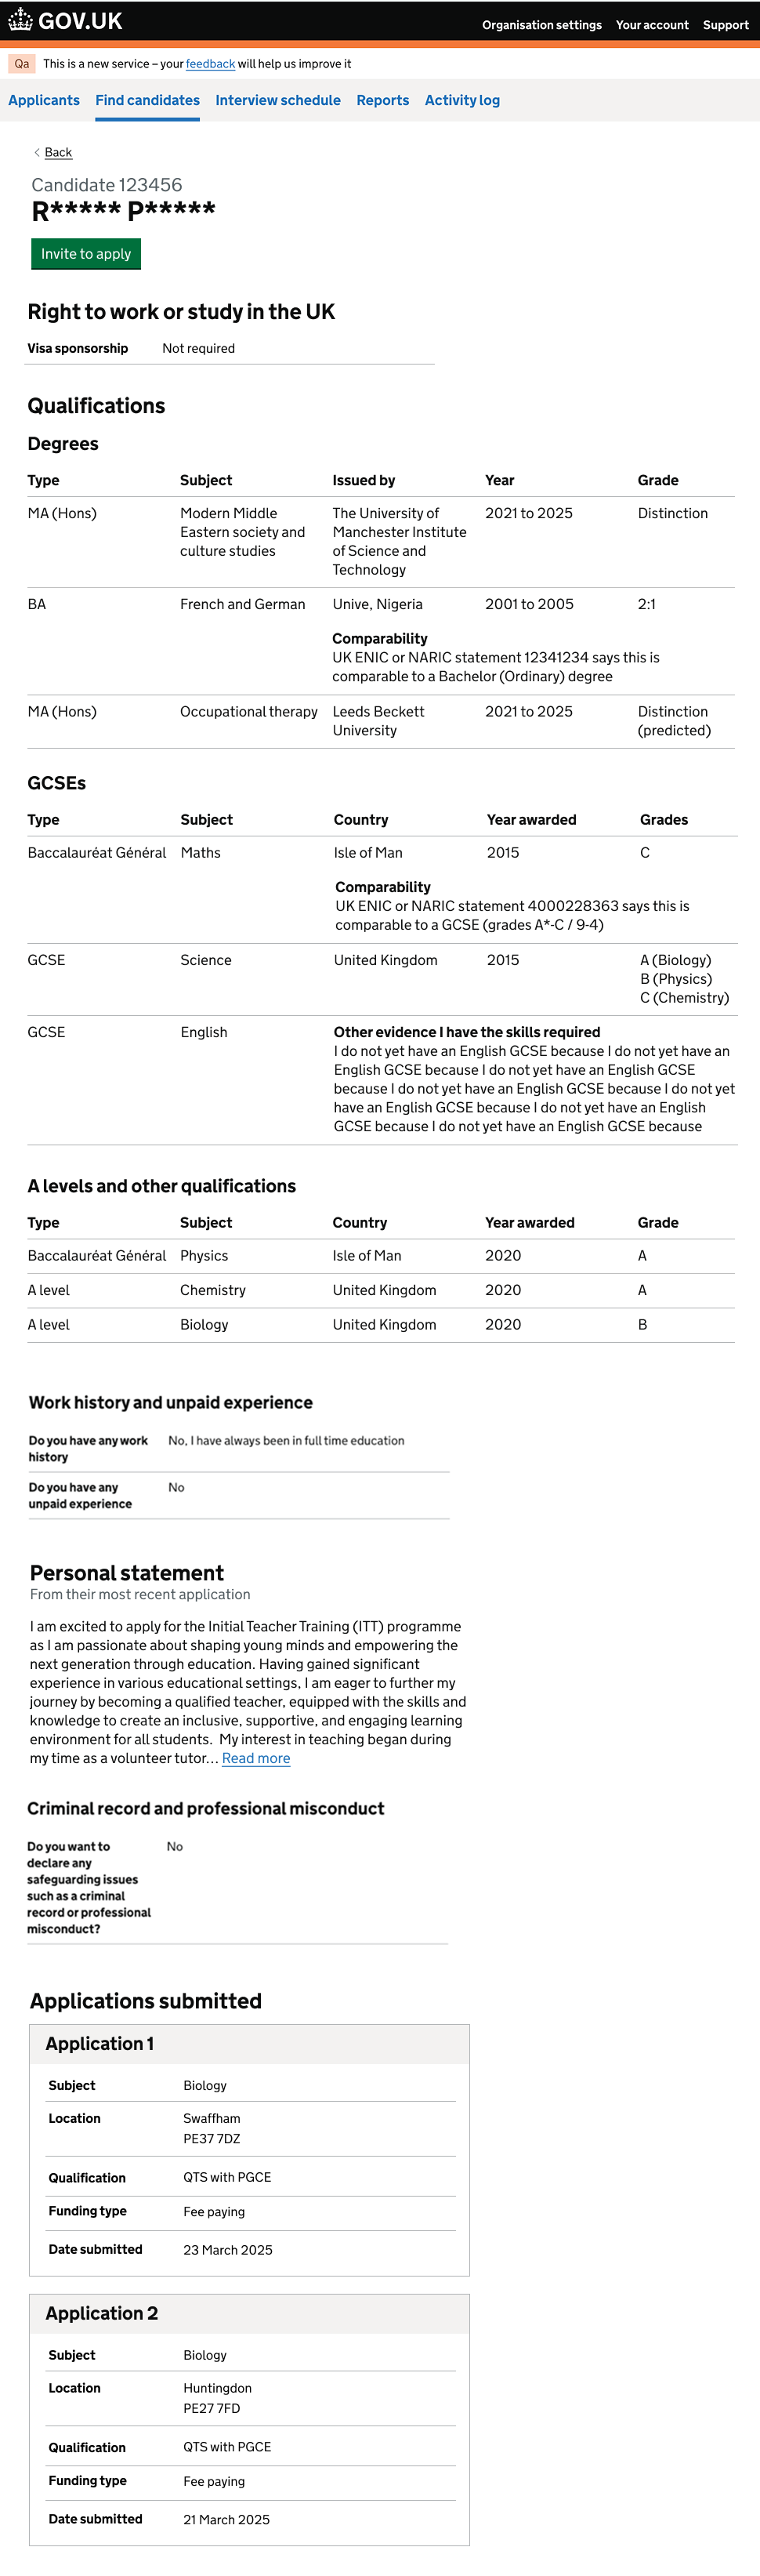 GOV.UK
Organisation settings Your account Support
Qa This is a new service – your feedback will help us improve it
Applicants Find candidates Interview schedule Reports Activity log
Back
Candidate 123456
R***** P*****
Invite to apply
Right to work or study in the UK
Visa sponsorship Not required
Qualifications
Degrees
Type Subject Issued by Year Grade
MA (Hons) Modern Middle The University of 2021 to 2025 Distinction
Eastern society and Manchester Institute
culture studies of Science and
Technology
BA French and German Unive, Nigeria 2001 to 2005 2:1
Comparability
UK ENIC or NARIC statement 12341234 says this is
comparable to a Bachelor (Ordinary) degree
MA (Hons) Occupational therapy Leeds Beckett 2021 to 2025 Distinction
University (predicted)
GCSEs
Type Subject Country Year awarded Grades
Baccalauréat Général Maths Isle of Man 2015 C
Comparability
UK ENIC or NARIC statement 4000228363 says this is
comparable to a GCSE (grades A*-C / 9-4)
GCSE Science United Kingdom 2015 A (Biology)
B (Physics)
C (Chemistry)
GCSE English Other evidence I have the skills required
I do not yet have an English GCSE because I do not yet have an
English GCSE because I do not yet have an English GCSE
because I do not yet have an English GCSE because I do not yet
have an English GCSE because I do not yet have an English
GCSE because I do not yet have an English GCSE because
A levels and other qualifications
Type Subject Country Year awarded Grade
Baccalauréat Général Physics Isle of Man 2020 A
A level Chemistry United Kingdom 2020 A
A level Biology United Kingdom 2020 B
Work history and unpaid experience
Do you have any work No, I have always been in full time education
history
Do you have any No
unpaid experience
Personal statement
From their most recent application
I am excited to apply for the Initial Teacher Training (ITT) programme
as I am passionate about shaping young minds and empowering the
next generation through education. Having gained significant
experience in various educational settings, I am eager to further my
journey by becoming a qualified teacher, equipped with the skills and
knowledge to create an inclusive, supportive, and engaging learning
environment for all students. My interest in teaching began during
my time as a volunteer tutor… Read more
Criminal record and professional misconduct
Do you want to No
declare any
safeguarding issues
such as a criminal
record or professional
misconduct?
Applications submitted
Application 1
Subject Biology
Location Swaffham
PE37 7DZ
Qualification QTS with PGCE
Funding type Fee paying
Date submitted 23 March 2025
Application 2
Subject Biology
Location Huntingdon
PE27 7FD
Qualification QTS with PGCE
Funding type Fee paying
Date submitted 21 March 2025